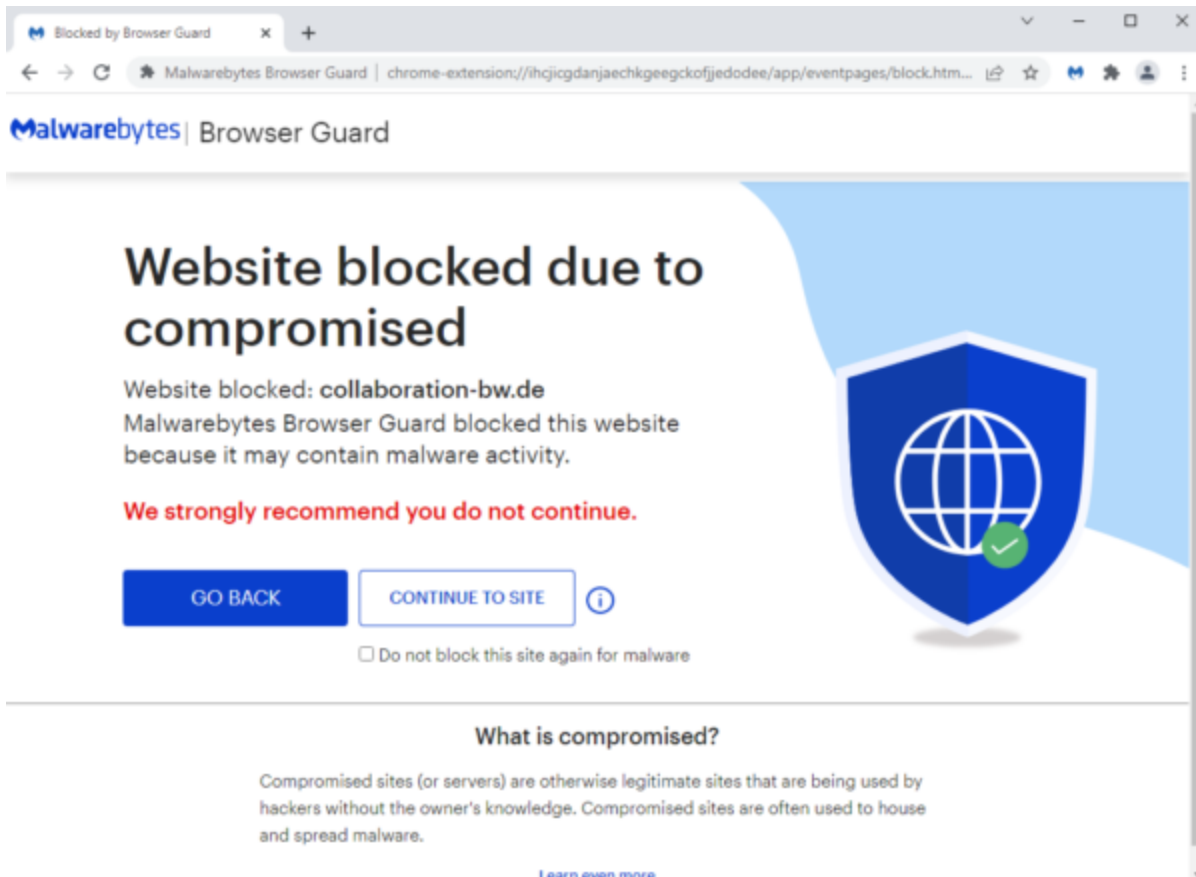 Blocked by Browser Guard
Malwarebytes Browser Guard | chrome-extension://ihcjicgdanjaechkgeegckofjjedodee/app/eventpages/block.htm...
Malwarebytes | Browser Guard
Website blocked due to
compromised
Website blocked: collaboration-bw.de
Malwarebytes Browser Guard blocked this website
because it may contain malware activity.
We strongly recommend you do not continue.
GO BACK CONTINUE TO SITE
Do not block this site again for malware
What is compromised?
Compromised sites (or servers) are otherwise legitimate sites that are being used by
hackers without the owner's knowledge. Compromised sites are often used to house
and spread malware.
Learn even more